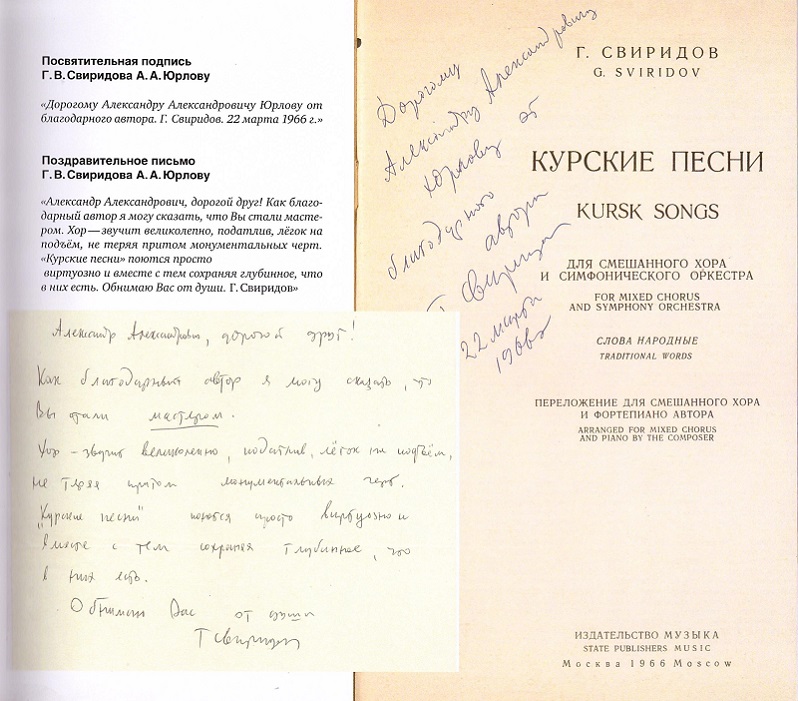 Посвятительная подпись
Г. В. Свиридова А. А. Юрлову
«Дорогому Александру Александровичу Юрлову от
благодарного автора. Г. Свиридов. 22 марта 1966 г.»
Поздравительное письмо
Г. В. Свиридова А. А. Юрлову
«Александр Александрович, дорогой друг! Как благо-
дарный автор я могу сказать, что Вы стали масте-
ром. Хор — звучит великолепно, податлив, лёгок на
подъём, не теряя притом монументальных черт.
«Курские песни» поются просто
виртуозно и вместе с тем сохраняя глубинное, что
в них есть. Обнимаю Вас от души. Г. Свиридов»
Александр Александрович, дорогой друг!
Как благодарный автор я могу сказать, что
Вы стали мастером.
Хор – звучит великолепно, податлив, лёгок на подъём,
не теряя притом монументальных черт.
„Курские песни" поются просто виртуозно и
вместе с тем сохраняя глубинное, что
в них есть.
Обнимаю Вас от души
Г Свиридов
Дорогому
Александру Александровичу
Юрлову от
благодарного
автора
Г Свиридов
22 марта
1966 г
Г. СВИРИДОВ
G. SVIRIDOV
КУРСКИЕ ПЕСНИ
KURSK SONGS
ДЛЯ СМЕШАННОГО ХОРА
И СИМФОНИЧЕСКОГО ОРКЕСТРА
FOR MIXED CHORUS
AND SYMPHONY ORCHESTRA
СЛОВА НАРОДНЫЕ
TRADITIONAL WORDS
ПЕРЕЛОЖЕНИЕ ДЛЯ СМЕШАННОГО ХОРА
И ФОРТЕПИАНО АВТОРА
ARRANGED FOR MIXED CHORUS
AND PIANO BY THE COMPOSER
ИЗДАТЕЛЬСТВО МУЗЫКА
STATE PUBLISHERS MUSIC
Москва 1966 Moscow